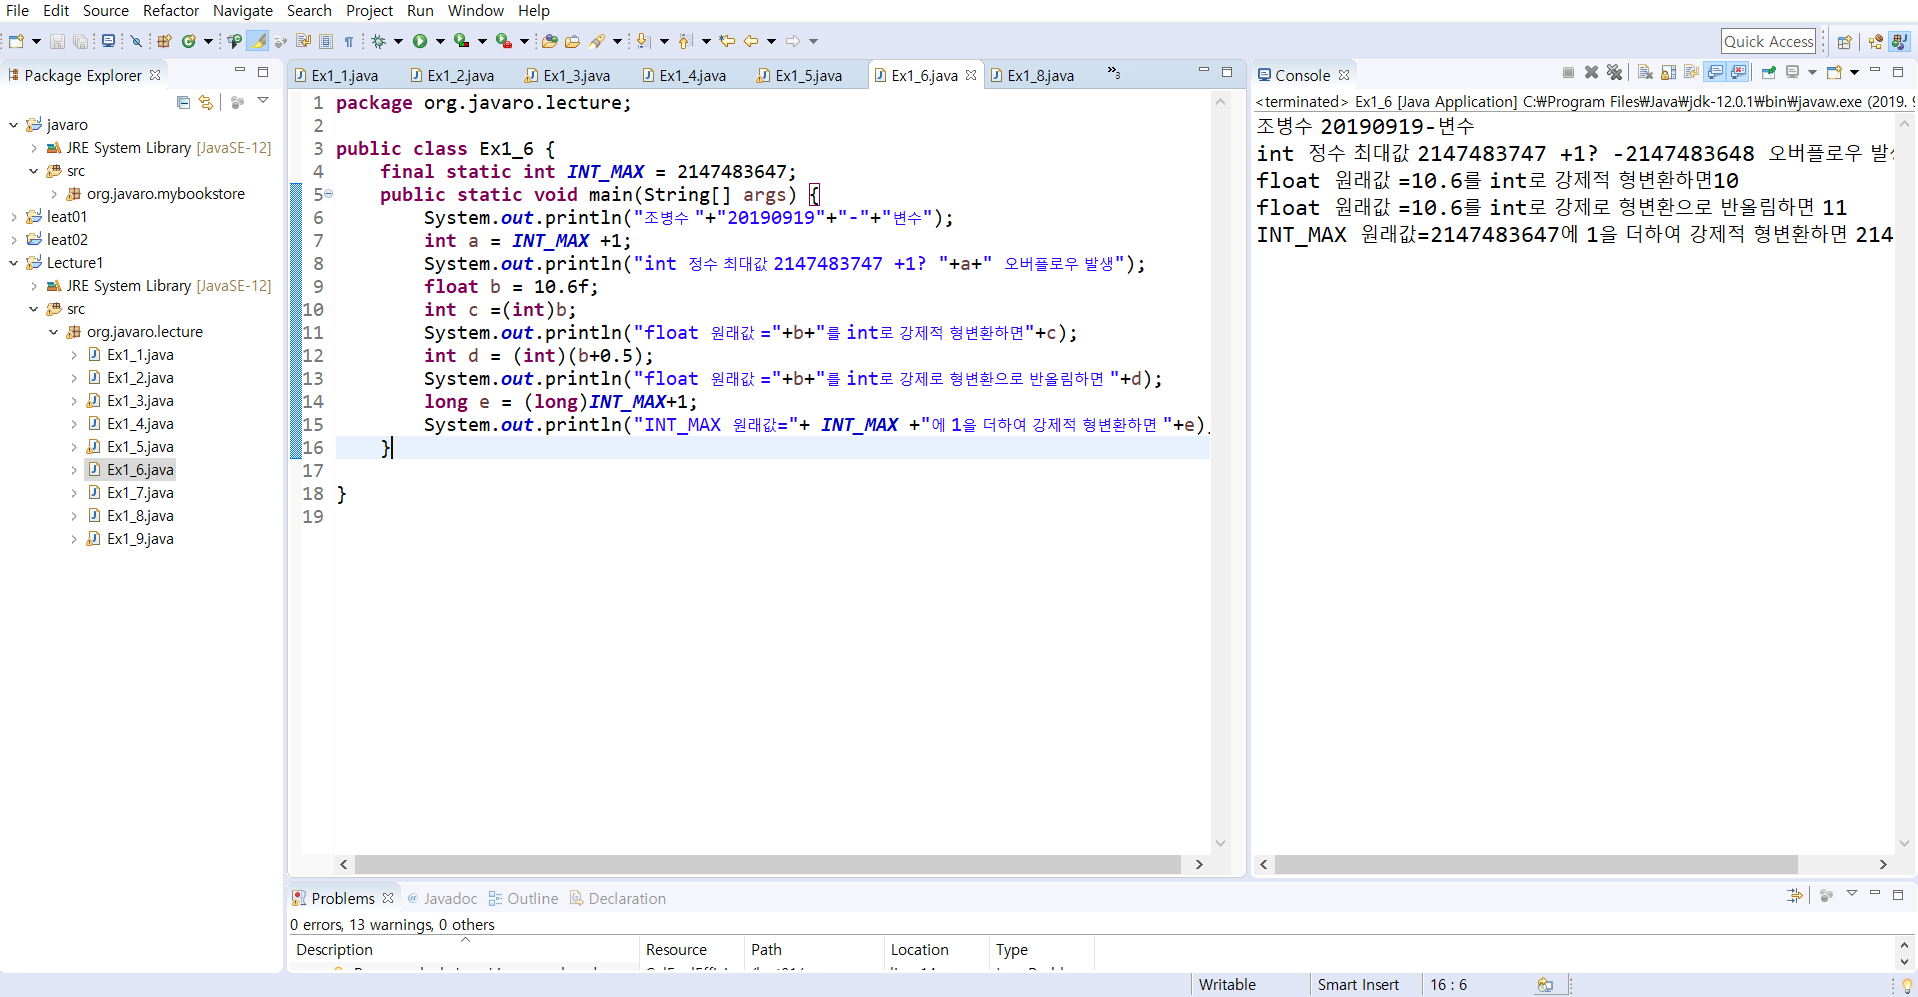 File Edit Source Refactor Navigate Search Project Run Window Help
Quick Access
Package Explorer
javaro
JRE System Library [JavaSE-12]
src
org.javaro.mybookstore
leat01
leat02
Lecture1
JRE System Library [JavaSE-12]
src
org.javaro.lecture
Ex1_1.java
Ex1_2.java
Ex1_3.java
Ex1_4.java
Ex1_5.java
Ex1_6.java
Ex1_7.java
Ex1_8.java
Ex1_9.java
Ex1_1.java Ex1_2.java Ex1_3.java Ex1_4.java Ex1_5.java Ex1_6.java Ex1_8.java »3
1 package org.javaro.lecture;
2
3 public class Ex1_6 {
4 final static int INT_MAX = 2147483647;
5 public static void main(String[] args) {
6 System.out.println("조병수 "+"20190919"+"-"+"변수");
7 int a = INT_MAX +1;
8 System.out.println("int 정수 최대값 2147483747 +1? "+a+" 오버플로우 발생");
9 float b = 10.6f;
10 int c =(int)b;
11 System.out.println("float 원래값 ="+b+"를 int로 강제적 형변환하면"+c);
12 int d = (int)(b+0.5);
13 System.out.println("float 원래값 ="+b+"를 int로 강제로 형변환으로 반올림하면 "+d);
14 long e = (long)INT_MAX+1;
15 System.out.println("INT_MAX 원래값="+ INT_MAX +"에 1을 더하여 강제적 형변환하면 "+e)
16 }
17
18 }
19
Console
<terminated> Ex1_6 [Java Application] C:₩Program Files₩Java₩jdk-12.0.1₩bin₩javaw.exe (2019. 9
조병수 20190919-변수
int 정수 최대값 2147483747 +1? -2147483648 오버플로우 발생
float 원래값 =10.6를 int로 강제적 형변환하면10
float 원래값 =10.6를 int로 강제로 형변환으로 반올림하면 11
INT_MAX 원래값=2147483647에 1을 더하여 강제적 형변환하면 214
Problems @ Javadoc Outline Declaration
0 errors, 13 warnings, 0 others
Description Resource Path Location Type
Writable Smart Insert 16 : 6